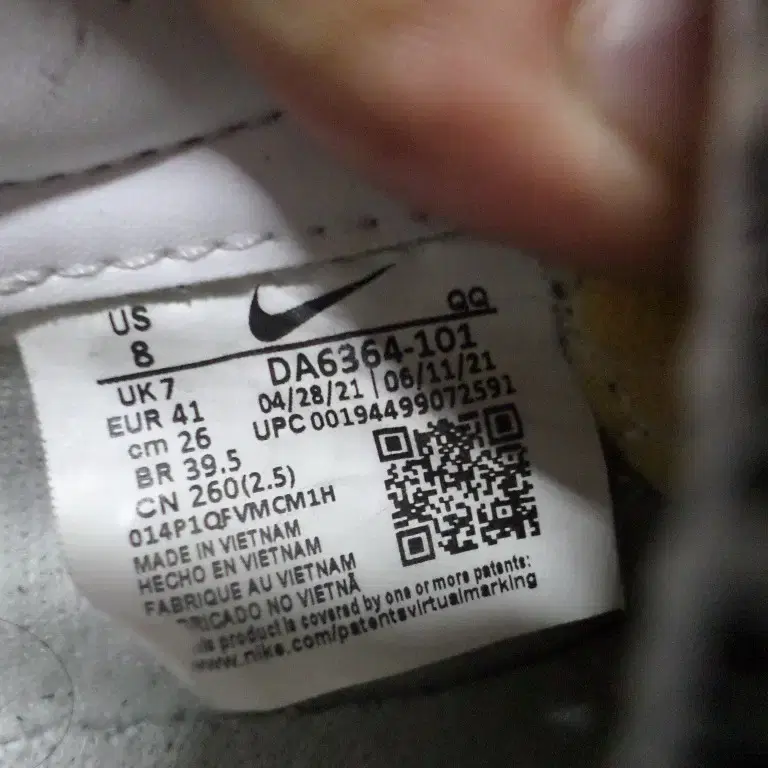 US
8
QQ
DA6364-101
04/28/21 | 06/11/21
UPC 00194499072591
UK 7
EUR 41
cm 26
BR 39.5
CN 260(2.5)
014P1QFVMCM1H
MADE IN VIETNAM
HECHO EN VIETNAM
FABRIQUE AU VIETNAM
NO VIETNÃ
product is covered by one or more patents:
www.nike.com/patentsvirtualmarking